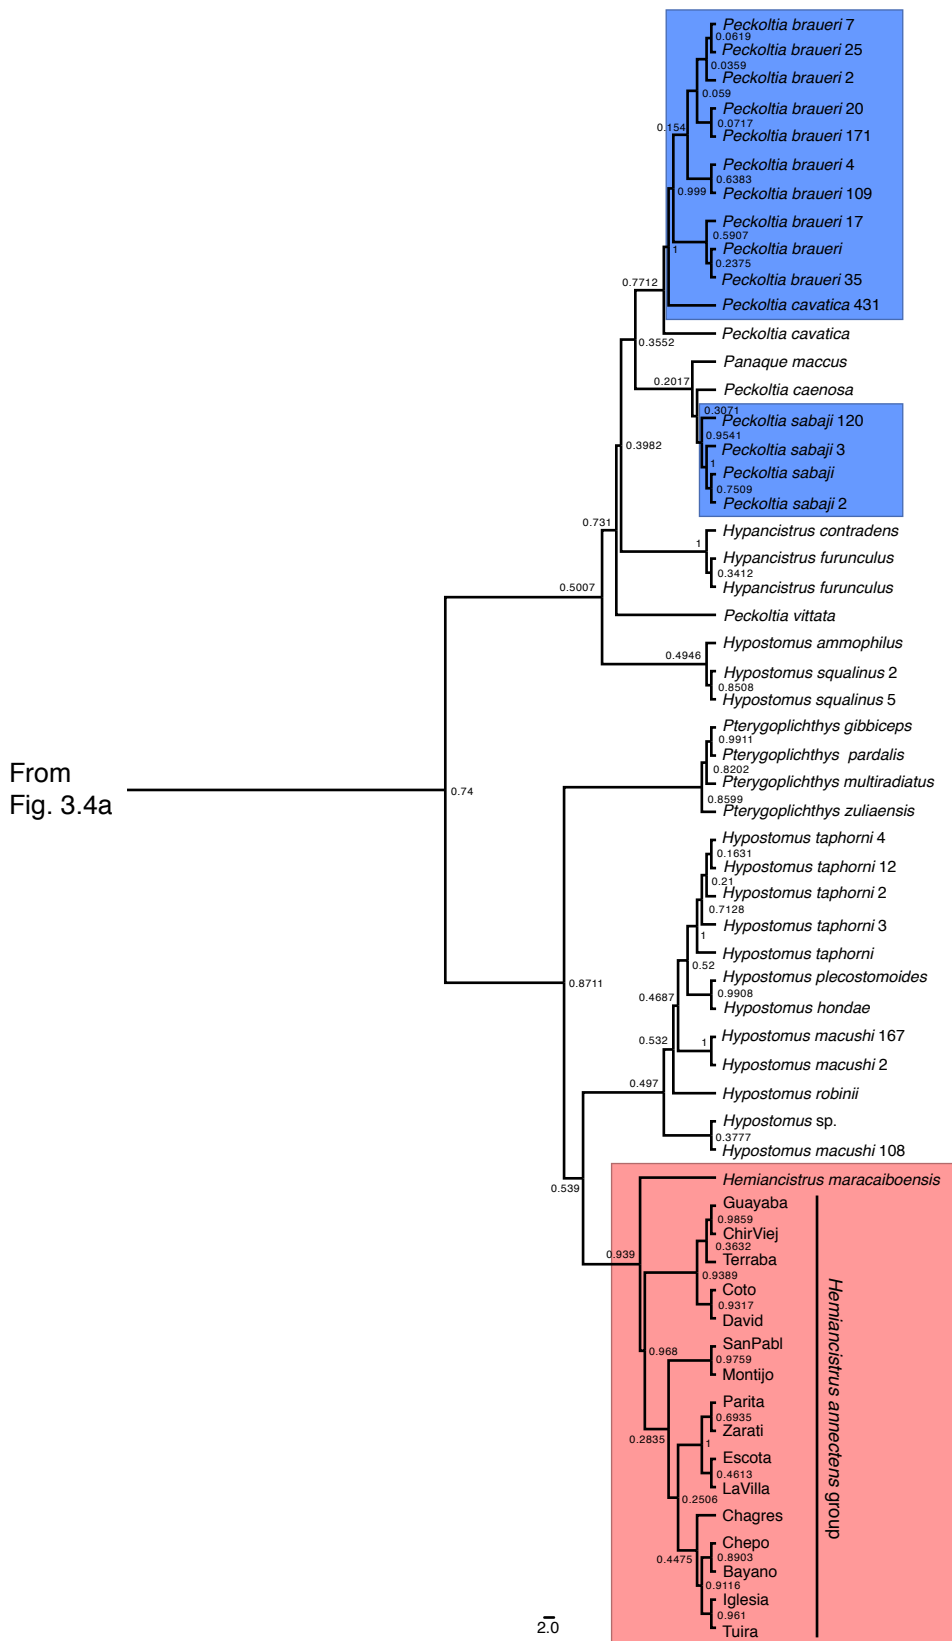 Peckoltia braueri 7
0.0619
Peckoltia braueri 25
0.0359
Peckoltia braueri 2
0.059
Peckoltia braueri 20
0.0717
0.154
Peckoltia braueri 171
Peckoltia braueri 4
0.6383
0.999
Peckoltia braueri 109
Peckoltia braueri 17
0.5907
1
Peckoltia braueri
0.2375
Peckoltia braueri 35
0.7712
Peckoltia cavatica 431
Peckoltia cavatica
0.3552
Panaque maccus
0.2017
Peckoltia caenosa
0.3071
Peckoltia sabaji 120
0.9541
0.3982
Peckoltia sabaji 3
1
Peckoltia sabaji
0.7509
Peckoltia sabaji 2
0.731
Hypancistrus contradens
1
Hypancistrus furunculus
0.3412
Hypancistrus furunculus
0.5007
Peckoltia vittata
Hypostomus ammophilus
0.4946
Hypostomus squalinus 2
0.8508
Hypostomus squalinus 5
Pterygoplichthys gibbiceps
0.9911
Pterygoplichthys pardalis
0.8202
From
Fig. 3.4a
0.74
Pterygoplichthys multiradiatus
0.8599
Pterygoplichthys zuliaensis
Hypostomus taphorni 4
0.1631
Hypostomus taphorni 12
0.21
Hypostomus taphorni 2
0.7128
Hypostomus taphorni 3
1
Hypostomus taphorni
0.52
Hypostomus plecostomoides
0.8711
0.9908
0.4687
Hypostomus hondae
Hypostomus macushi 167
0.532
1
Hypostomus macushi 2
0.497
Hypostomus robinii
Hypostomus sp.
0.3777
Hypostomus macushi 108
Hemiancistrus maracaiboensis
0.539
Guayaba
0.9859
ChirViej
0.3632
0.939
Terraba
0.9389
Coto
0.9317
David
SanPabl
0.968
0.9759
Montijo
Parita
0.6935
Zarati
0.2835
1
Escota
0.4613
LaVilla
0.2506
Chagres
Chepo
0.4475
0.8903
Bayano
0.9116
Iglesia
0.961
Tuira
Hemiancistrus annectens group
2.0